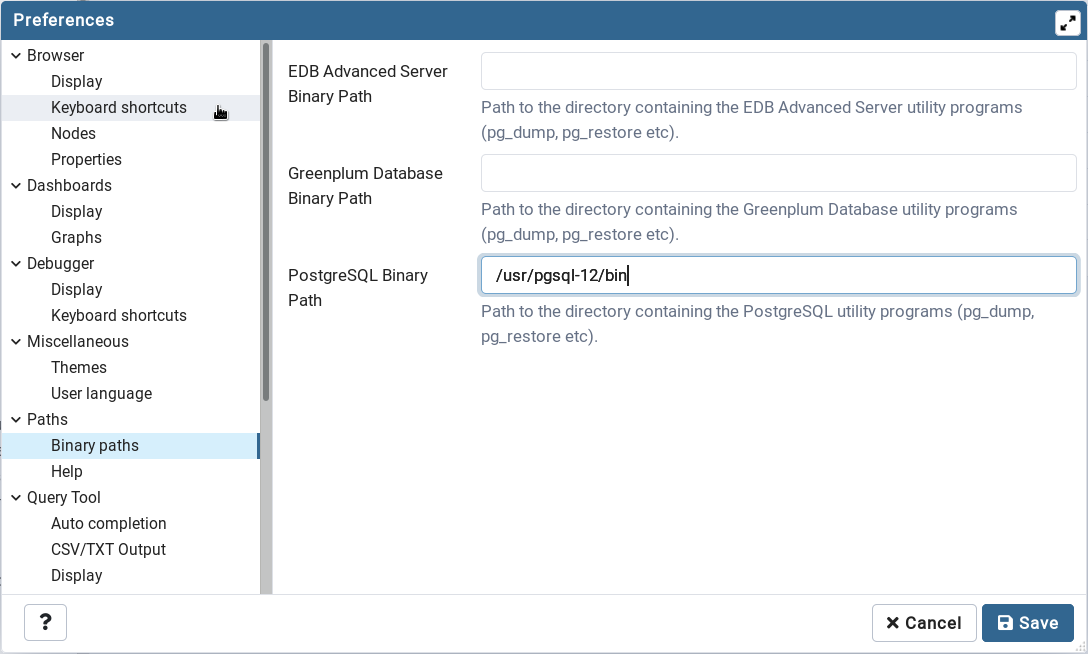 Preferences
Browser
Display
Keyboard shortcuts
Nodes
Properties
Dashboards
Display
Graphs
Debugger
Display
Keyboard shortcuts
Miscellaneous
Themes
User language
Paths
Binary paths
Help
Query Tool
Auto completion
CSV/TXT Output
Display
EDB Advanced Server
Binary Path
Path to the directory containing the EDB Advanced Server utility programs
(pg_dump, pg_restore etc).
Greenplum Database
Binary Path
Path to the directory containing the Greenplum Database utility programs
(pg_dump, pg_restore etc).
PostgreSQL Binary
Path
/usr/pgsql-12/bin
Path to the directory containing the PostgreSQL utility programs (pg_dump,
pg_restore etc).
?
Cancel
Save